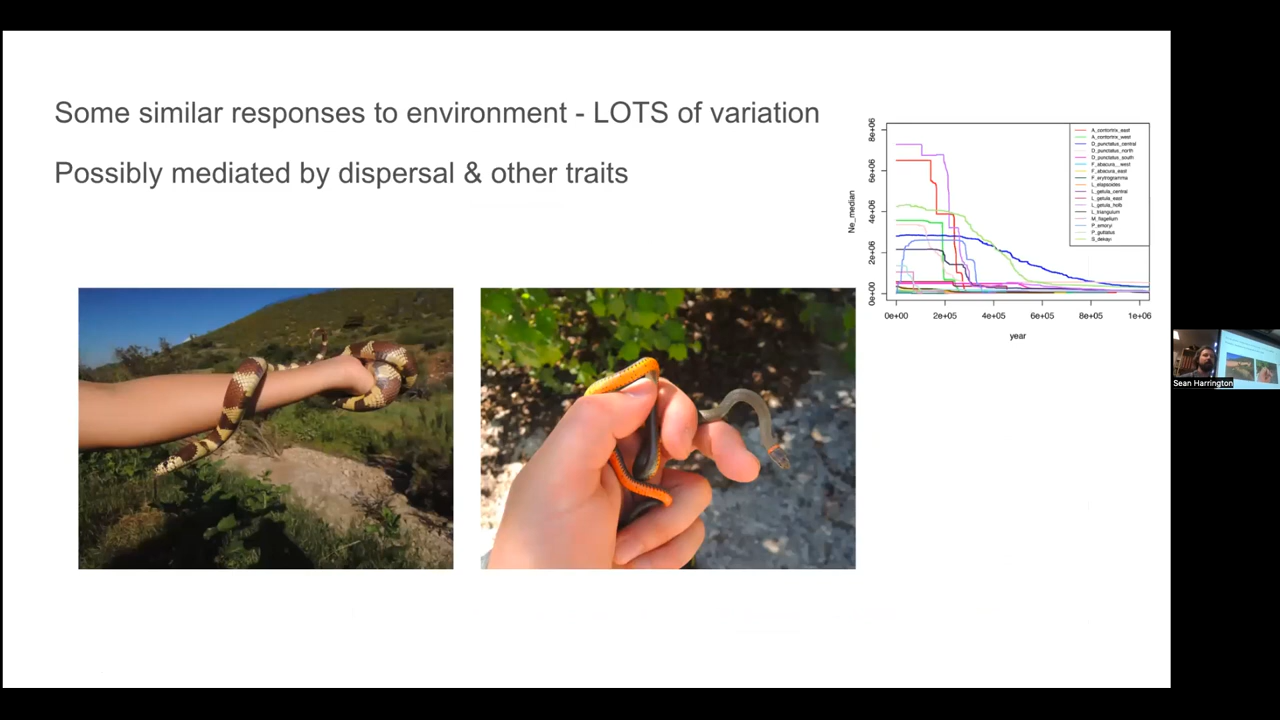 Some similar responses to environment - LOTS of variation
Possibly mediated by dispersal & other traits
8e+06
6e+06
4e+06
2e+06
0e+00
Ne_median
A_contortrix_east
A_contortrix_west
D_punctatus_central
D_punctatus_north
D_punctatus_south
F_abacura_west
F_abacura_east
F_erytrogramma
L_elapsoides
L_getula_central
L_getula_east
L_getula_holb
L_triangulum
M_flagellum
P_emoryi
P_guttatus
S_dekayi
0e+00 2e+05 4e+05 6e+05 8e+05 1e+06
year
Sean Harrington